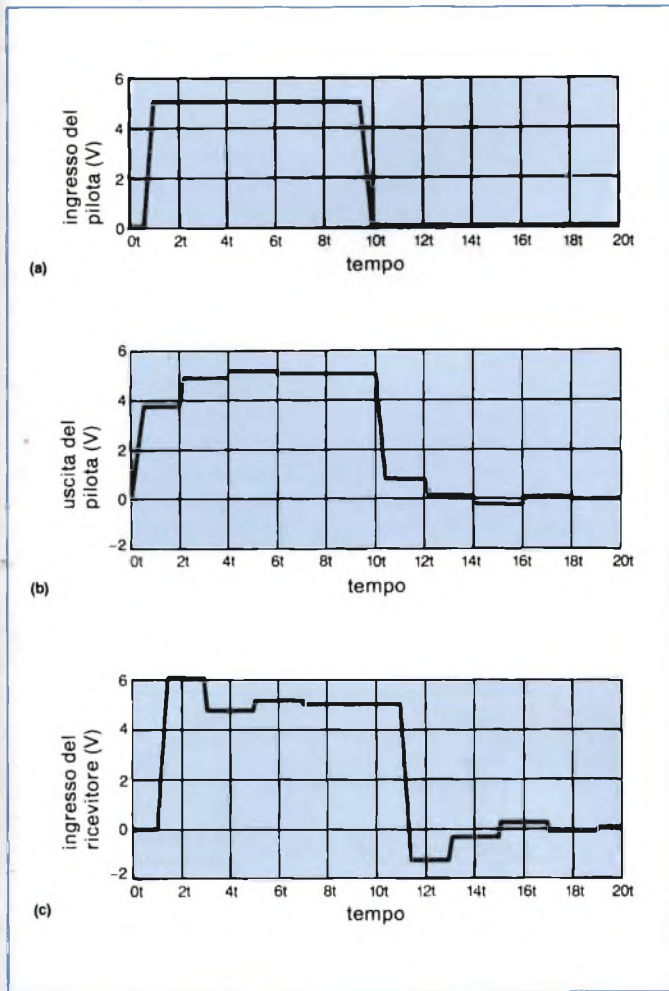 6
4
2
0
ingresso del
pilota (V)
0t 2t 4t 6t 8t 10t 12t 14t 16t 18t 20t
tempo
(a)
6
4
2
0
−2
uscita del
pilota (V)
0t 2t 4t 6t 8t 10t 12t 14t 16t 18t 20t
tempo
(b)
6
4
2
0
−2
ingresso del
ricevitore (V)
0t 2t 4t 6t 8t 10t 12t 14t 16t 18t 20t
tempo
(c)